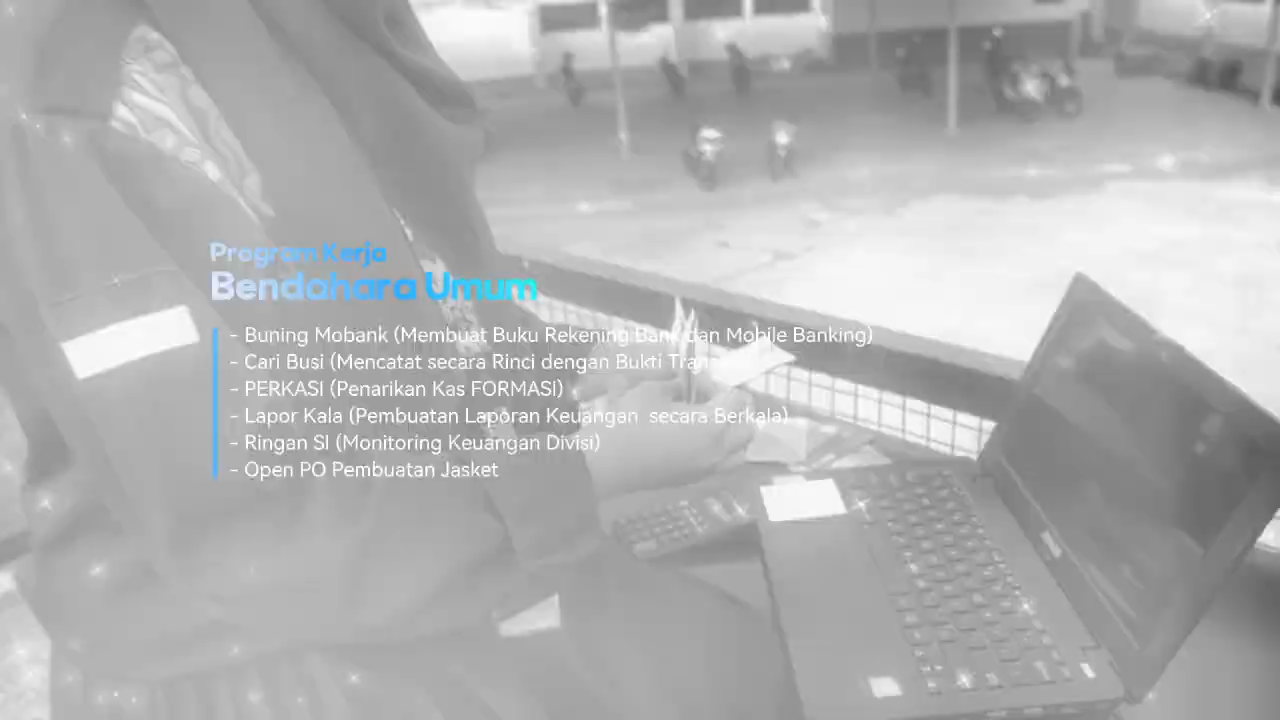 Program Kerja
Bendahara Umum
- Buning Mobank (Membuat Buku Rekening Bank dan Mobile Banking)
- Cari Busi (Mencatat secara Rinci dengan Bukti
- PERKASI (Penarikan Kas FORMASI)
- Lapor Kala (Pembuatan Laporan Keuangan secara Berkala)
- Ringan SI (Monitoring Keuangan Divisi)
- Open PO Pembuatan Jasket